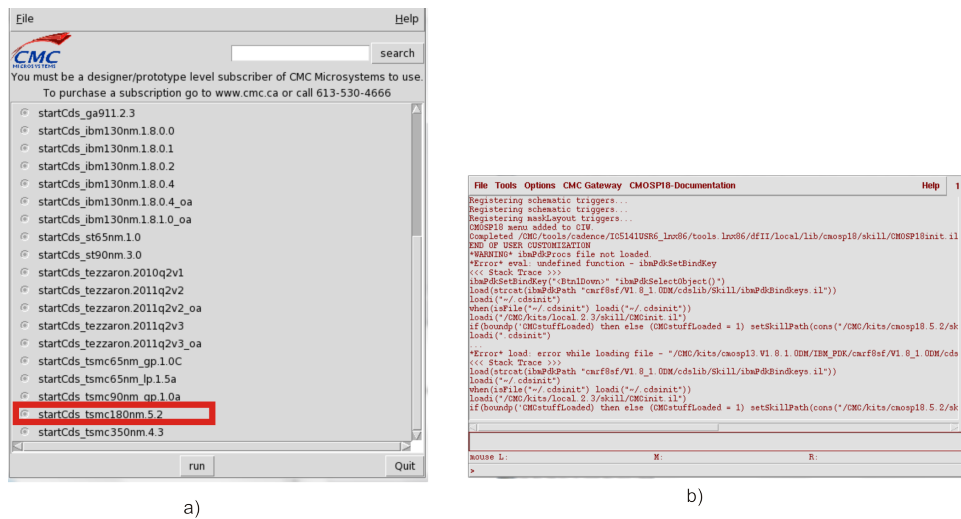 File Help
CMC
MICROSYSTEMS
search
You must be a designer/prototype level subscriber of CMC Microsystems to use.
To purchase a subscription go to www.cmc.ca or call 613-530-4666
startCds_ga911.2.3
startCds_ibm130nm.1.8.0.0
startCds_ibm130nm.1.8.0.1
startCds_ibm130nm.1.8.0.2
startCds_ibm130nm.1.8.0.4
startCds_ibm130nm.1.8.0.4_oa
startCds_ibm130nm.1.8.1.0_oa
startCds_st65nm.1.0
startCds_st90nm.3.0
startCds_tezzaron.2010q2v1
startCds_tezzaron.2011q2v2
startCds_tezzaron.2011q2v2_oa
startCds_tezzaron.2011q2v3
startCds_tezzaron.2011q2v3_oa
startCds_tsmc65nm_gp.1.0C
startCds_tsmc65nm_lp.1.5a
startCds_tsmc90nm_gp.1.0a
startCds_tsmc180nm.5.2
startCds_tsmc350nm.4.3
run Quit
a)
File Tools Options CMC Gateway CMOSP18-Documentation Help 1
Registering schematic triggers...
Registering schematic triggers...
Registering maskLayout triggers...
CMOSP18 menu added to CIW.
Completed /CMC/tools/cadence/IC5141USR6_lnx86/tools.lnx86/dfII/local/lib/cmosp18/skill/CMOSP18init.il
END OF USER CUSTOMIZATION
*WARNING* ibmPdkProcs file not loaded.
*Error* eval: undefined function - ibmPdkSetBindKey
<<< Stack Trace >>>
ibmPdkSetBindKey("<Btn1Down>" "ibmPdkSelectObject()")
load(strcat(ibmPdkPath "cmrf8sf/V1.8_1.0DM/cdslib/Skill/ibmPdkBindkeys.il"))
loadi("~/.cdsinit")
when(isFile("~/.cdsinit") loadi("~/.cdsinit"))
loadi("/CMC/kits/local.2.3/skill/CMCinit.il")
if(boundp('CMCstuffLoaded) then else (CMCstuffLoaded = 1) setSkillPath(cons("/CMC/kits/cmosp18.5.2/sk
loadi(".cdsinit")
...
*Error* load: error while loading file - "/CMC/kits/cmosp13.V1.8.1.0DM/IBM_PDK/cmrf8sf/V1.8_1.0DM/cds
<<< Stack Trace >>>
load(strcat(ibmPdkPath "cmrf8sf/V1.8_1.0DM/cdslib/Skill/ibmPdkBindkeys.il"))
loadi("~/.cdsinit")
when(isFile("~/.cdsinit") loadi("~/.cdsinit"))
loadi("/CMC/kits/local.2.3/skill/CMCinit.il")
if(boundp('CMCstuffLoaded) then else (CMCstuffLoaded = 1) setSkillPath(cons("/CMC/kits/cmosp18.5.2/sk
mouse L: M: R:
>
b)